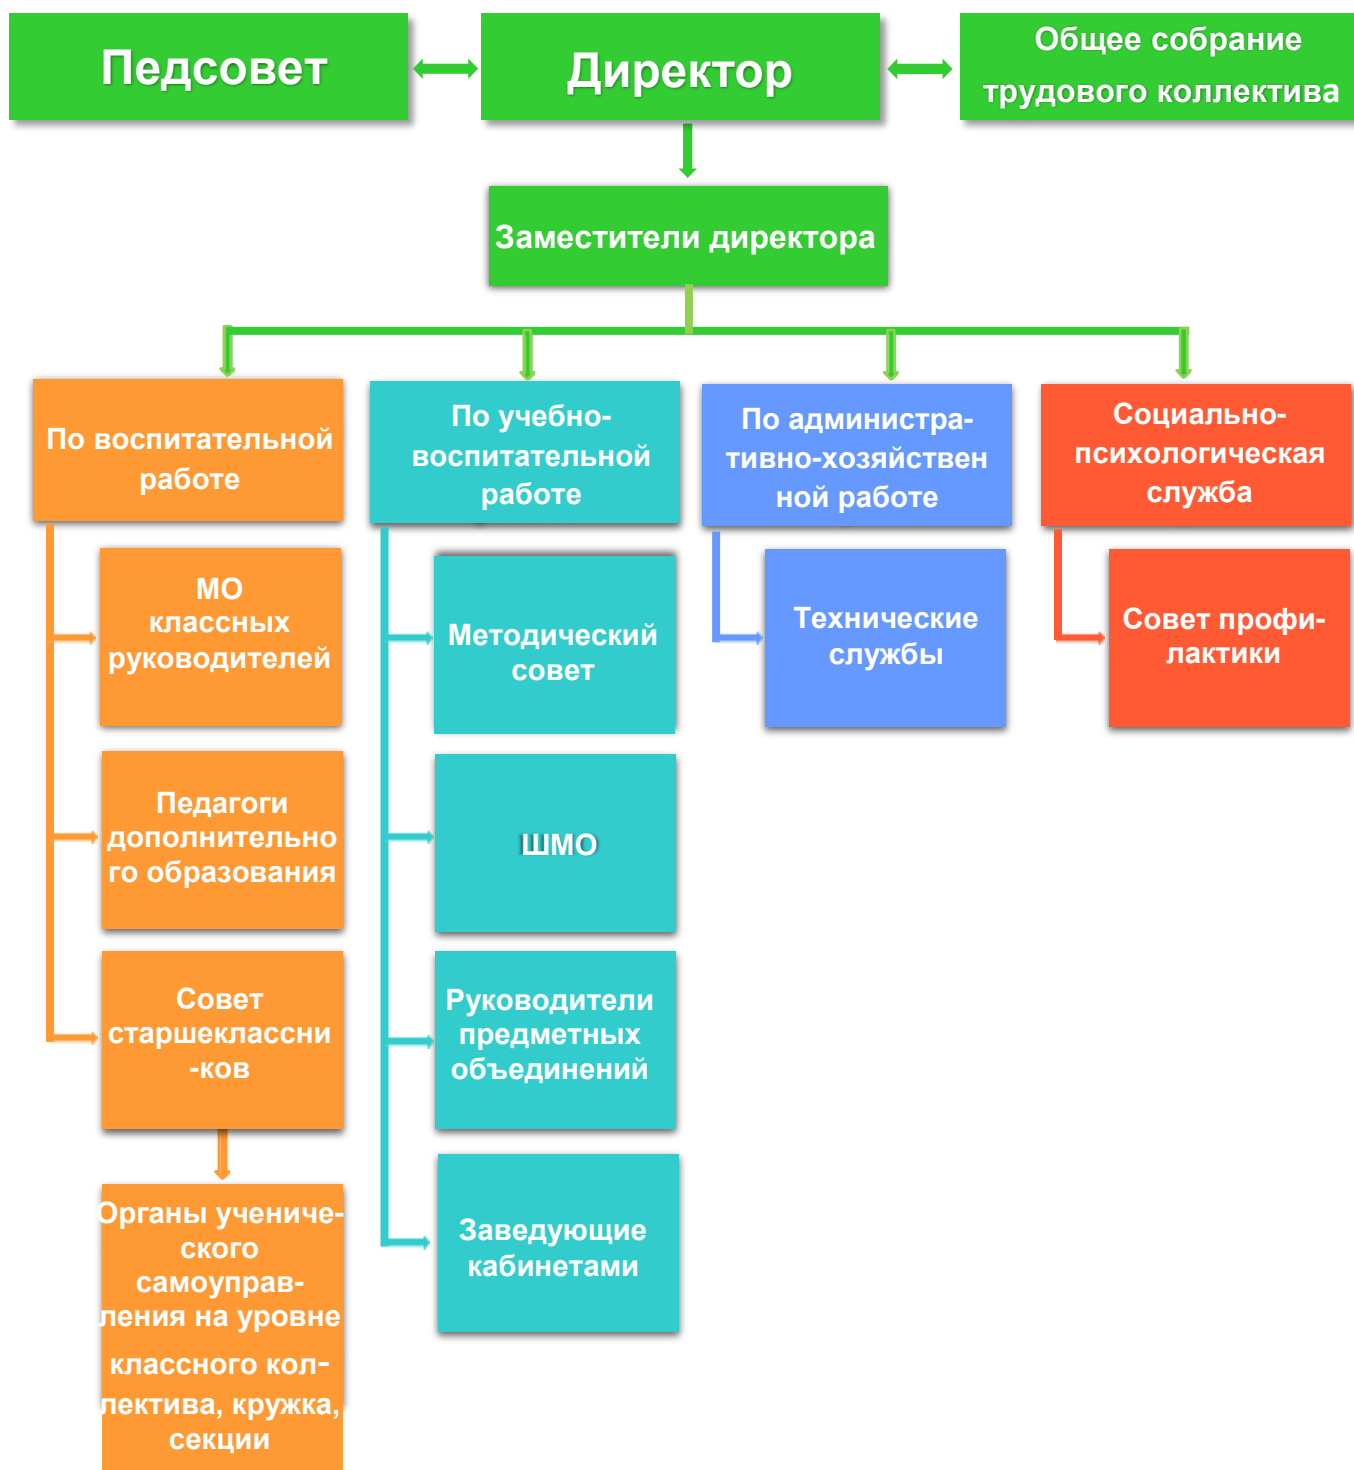 Педсовет
Директор
Общее собрание
трудового коллектива
Заместители директора
По воспитательной
работе
По учебно-
воспитательной
работе
По администра-
тивно-хозяйствен
ной работе
Социально-
психологическая
служба
МО
классных
руководителей
Методический
совет
Технические
службы
Совет профи-
лактики
Педагоги
дополнительно
го образования
ШМО
Совет
старшеклассни
-ков
Руководители
предметных
объединений
Органы учениче-
ского
самоуправ-
ления на уровне
классного кол-
лектива, кружка,
секции
Заведующие
кабинетами